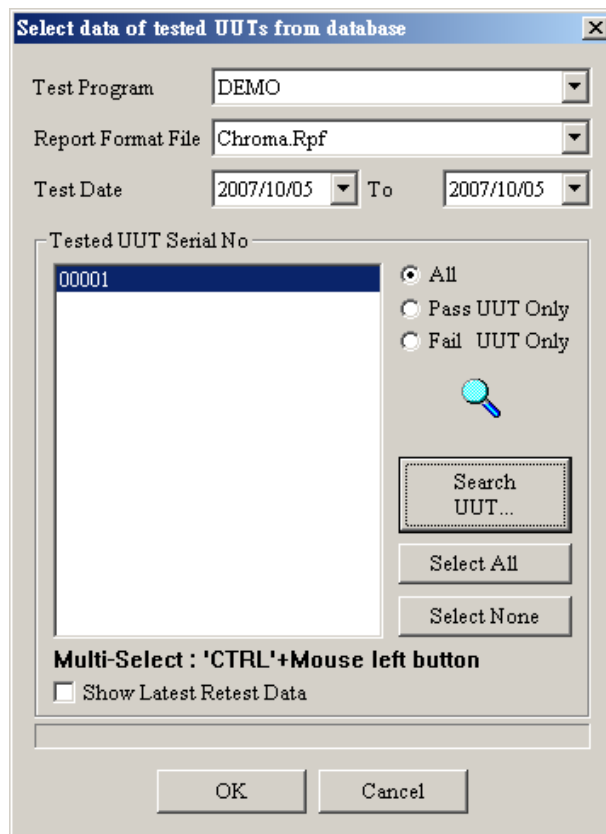 Select data of tested UUTs from database
Test Program DEMO
Report Format File Chroma.Rpf
Test Date 2007/10/05 To 2007/10/05
Tested UUT Serial No
00001
All
Pass UUT Only
Fail UUT Only
Search
UUT...
Select All
Select None
Multi-Select : 'CTRL'+Mouse left button
Show Latest Retest Data
OK Cancel